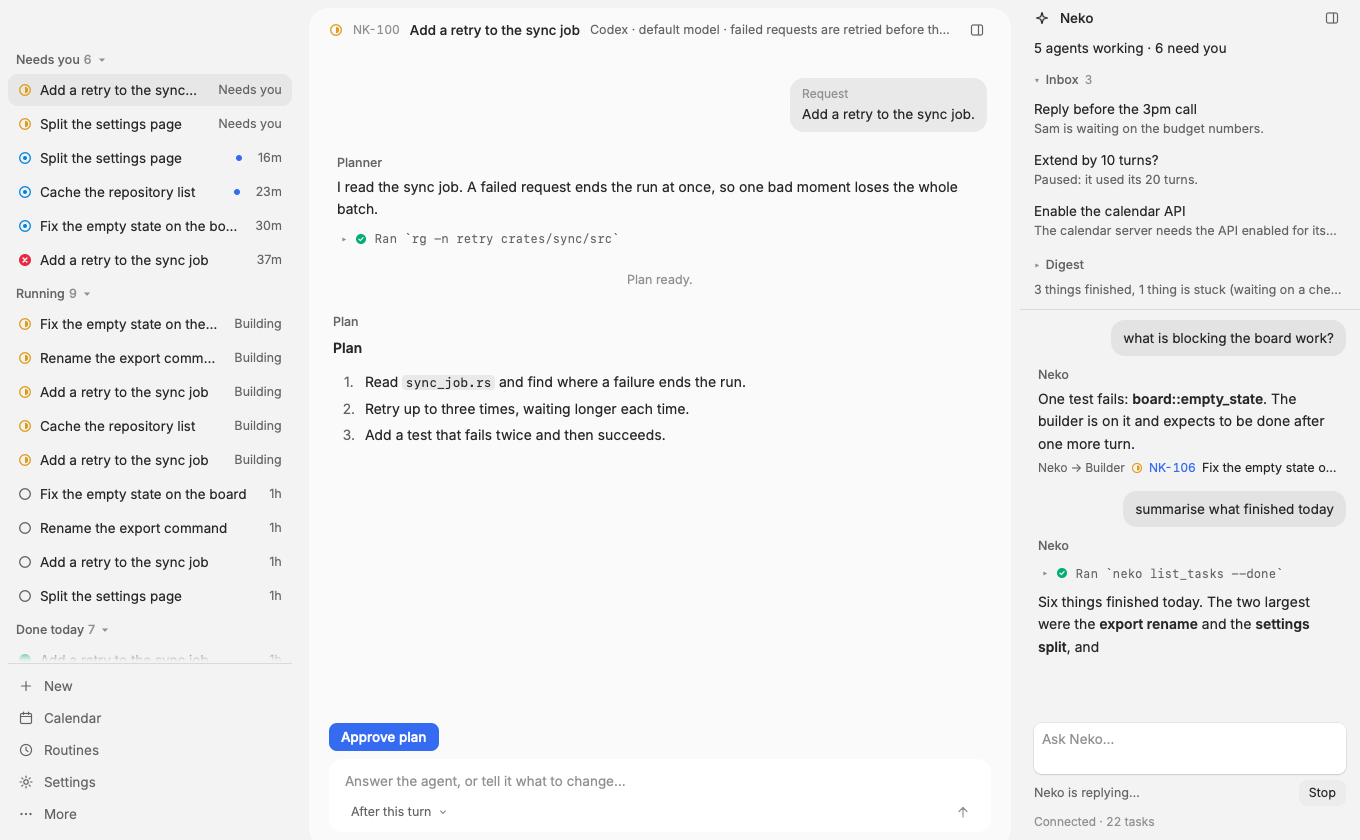 Needs you 6
Add a retry to the sync... Needs you
Split the settings page Needs you
Split the settings page 16m
Cache the repository list 23m
Fix the empty state on the bo... 30m
Add a retry to the sync job 37m
Running 9
Fix the empty state on the... Building
Rename the export comm... Building
Add a retry to the sync job Building
Cache the repository list Building
Add a retry to the sync job Building
Fix the empty state on the board 1h
Rename the export command 1h
Add a retry to the sync job 1h
Split the settings page 1h
Done today 7
Add a retry to the sync job 1h
New
Calendar
Routines
Settings
More
NK-100 Add a retry to the sync job Codex · default model · failed requests are retried before th...
Request
Add a retry to the sync job.
Planner
I read the sync job. A failed request ends the run at once, so one bad moment loses the whole
batch.
Ran `rg -n retry crates/sync/src`
Plan ready.
Plan
Plan
1. Read sync_job.rs and find where a failure ends the run.
2. Retry up to three times, waiting longer each time.
3. Add a test that fails twice and then succeeds.
Approve plan
Answer the agent, or tell it what to change...
After this turn
Neko
5 agents working · 6 need you
Inbox 3
Reply before the 3pm call
Sam is waiting on the budget numbers.
Extend by 10 turns?
Paused: it used its 20 turns.
Enable the calendar API
The calendar server needs the API enabled for its...
Digest
3 things finished, 1 thing is stuck (waiting on a che...
what is blocking the board work?
Neko
One test fails: board::empty_state. The
builder is on it and expects to be done after
one more turn.
Neko → Builder NK-106 Fix the empty state o...
summarise what finished today
Neko
Ran `neko list_tasks --done`
Six things finished today. The two largest
were the export rename and the settings
split, and
Ask Neko...
Neko is replying... Stop
Connected · 22 tasks